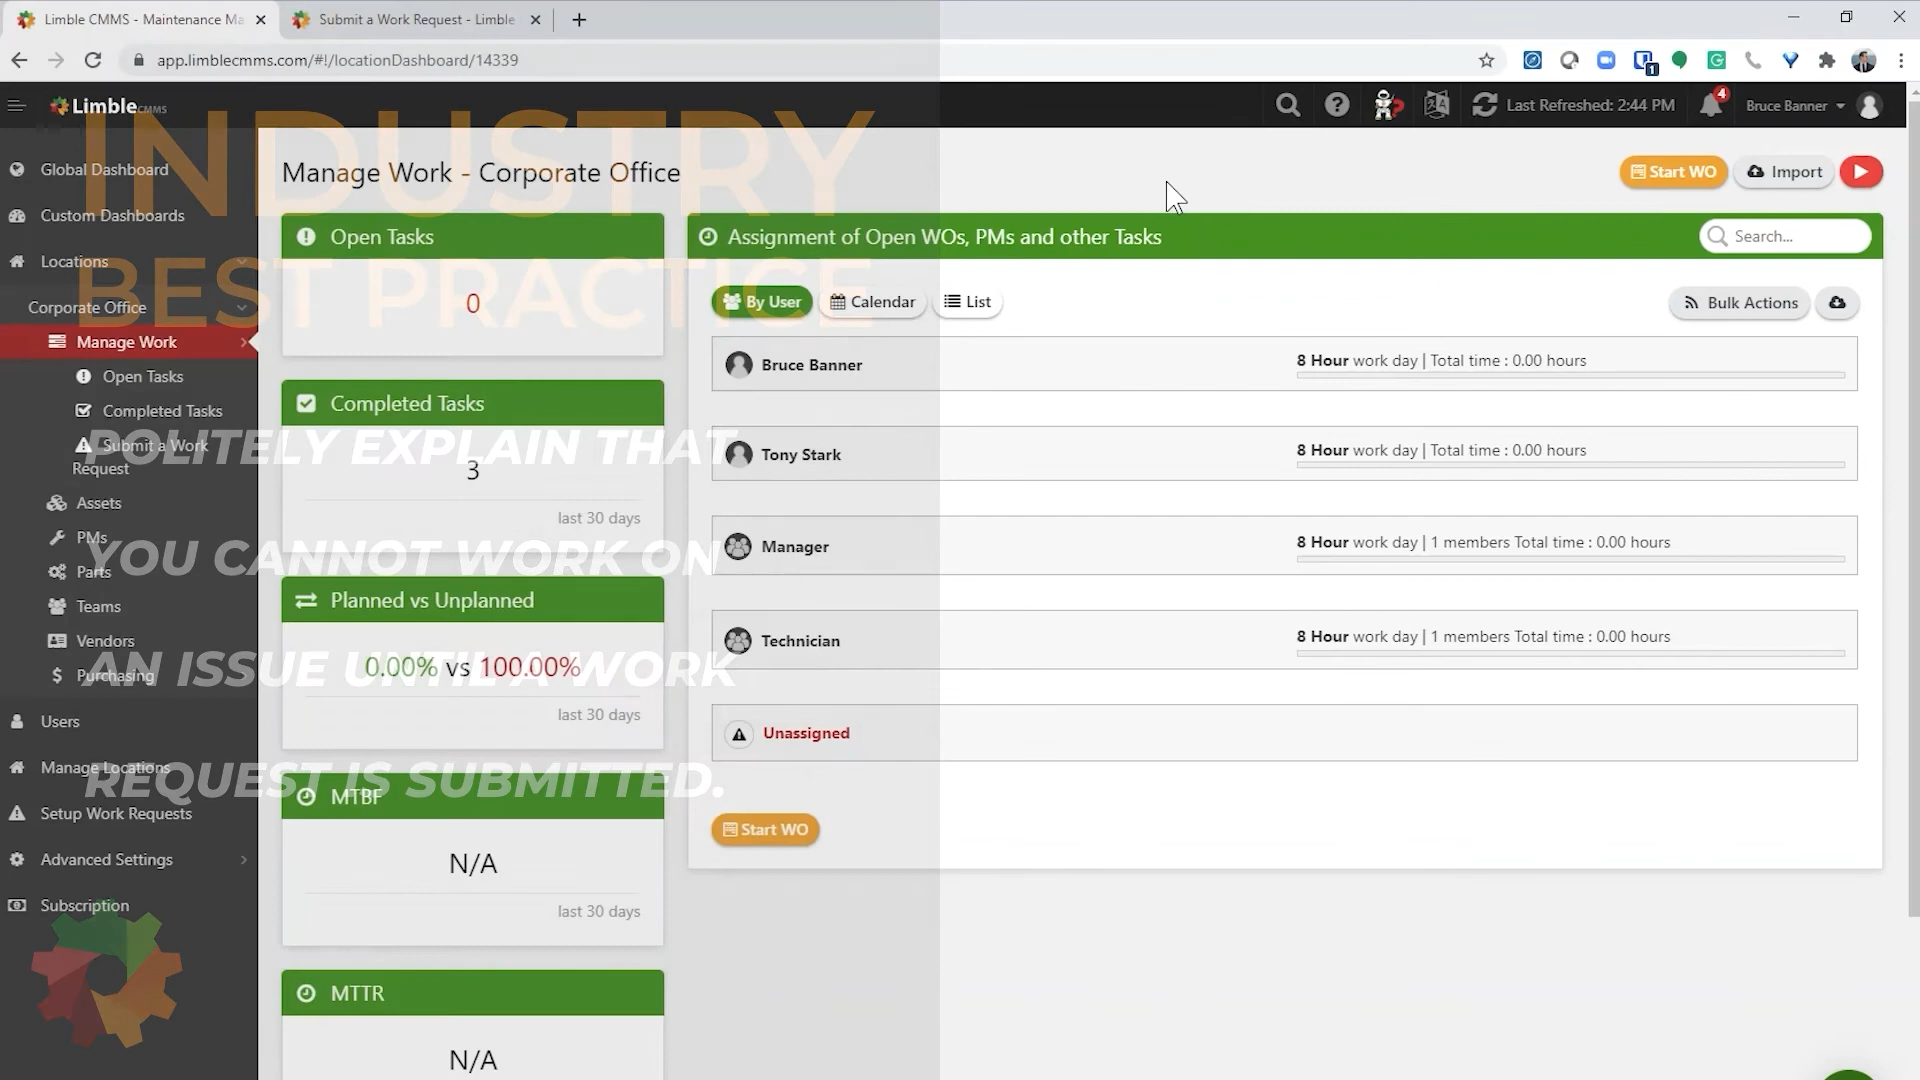 Limble CMMS - Maintenance Ma
Submit a Work Request - Limble
app.limblecmms.com/#!/locationDashboard/14339
1
Limble CMMS
Last Refreshed: 2:44 PM
4
Bruce Banner
INDUSTRY
BEST PRACTICE
POLITELY EXPLAIN THAT
YOU CANNOT WORK ON
AN ISSUE UNTIL A WORK
REQUEST IS SUBMITTED.
Global Dashboard
Custom Dashboards
Locations
Corporate Office
Manage Work
Open Tasks
Completed Tasks
Submit a Work
Request
Assets
PMs
Parts
Teams
Vendors
Purchasing
Users
Manage Locations
Setup Work Requests
Advanced Settings
Subscription
Manage Work - Corporate Office
Start WO
Import
Open Tasks
0
Completed Tasks
3
last 30 days
Planned vs Unplanned
0.00% vs 100.00%
last 30 days
MTBF
N/A
last 30 days
MTTR
N/A
Assignment of Open WOs, PMs and other Tasks
Search...
By User
Calendar
List
Bulk Actions
Bruce Banner
8 Hour work day | Total time : 0.00 hours
Tony Stark
8 Hour work day | Total time : 0.00 hours
Manager
8 Hour work day | 1 members Total time : 0.00 hours
Technician
8 Hour work day | 1 members Total time : 0.00 hours
Unassigned
Start WO